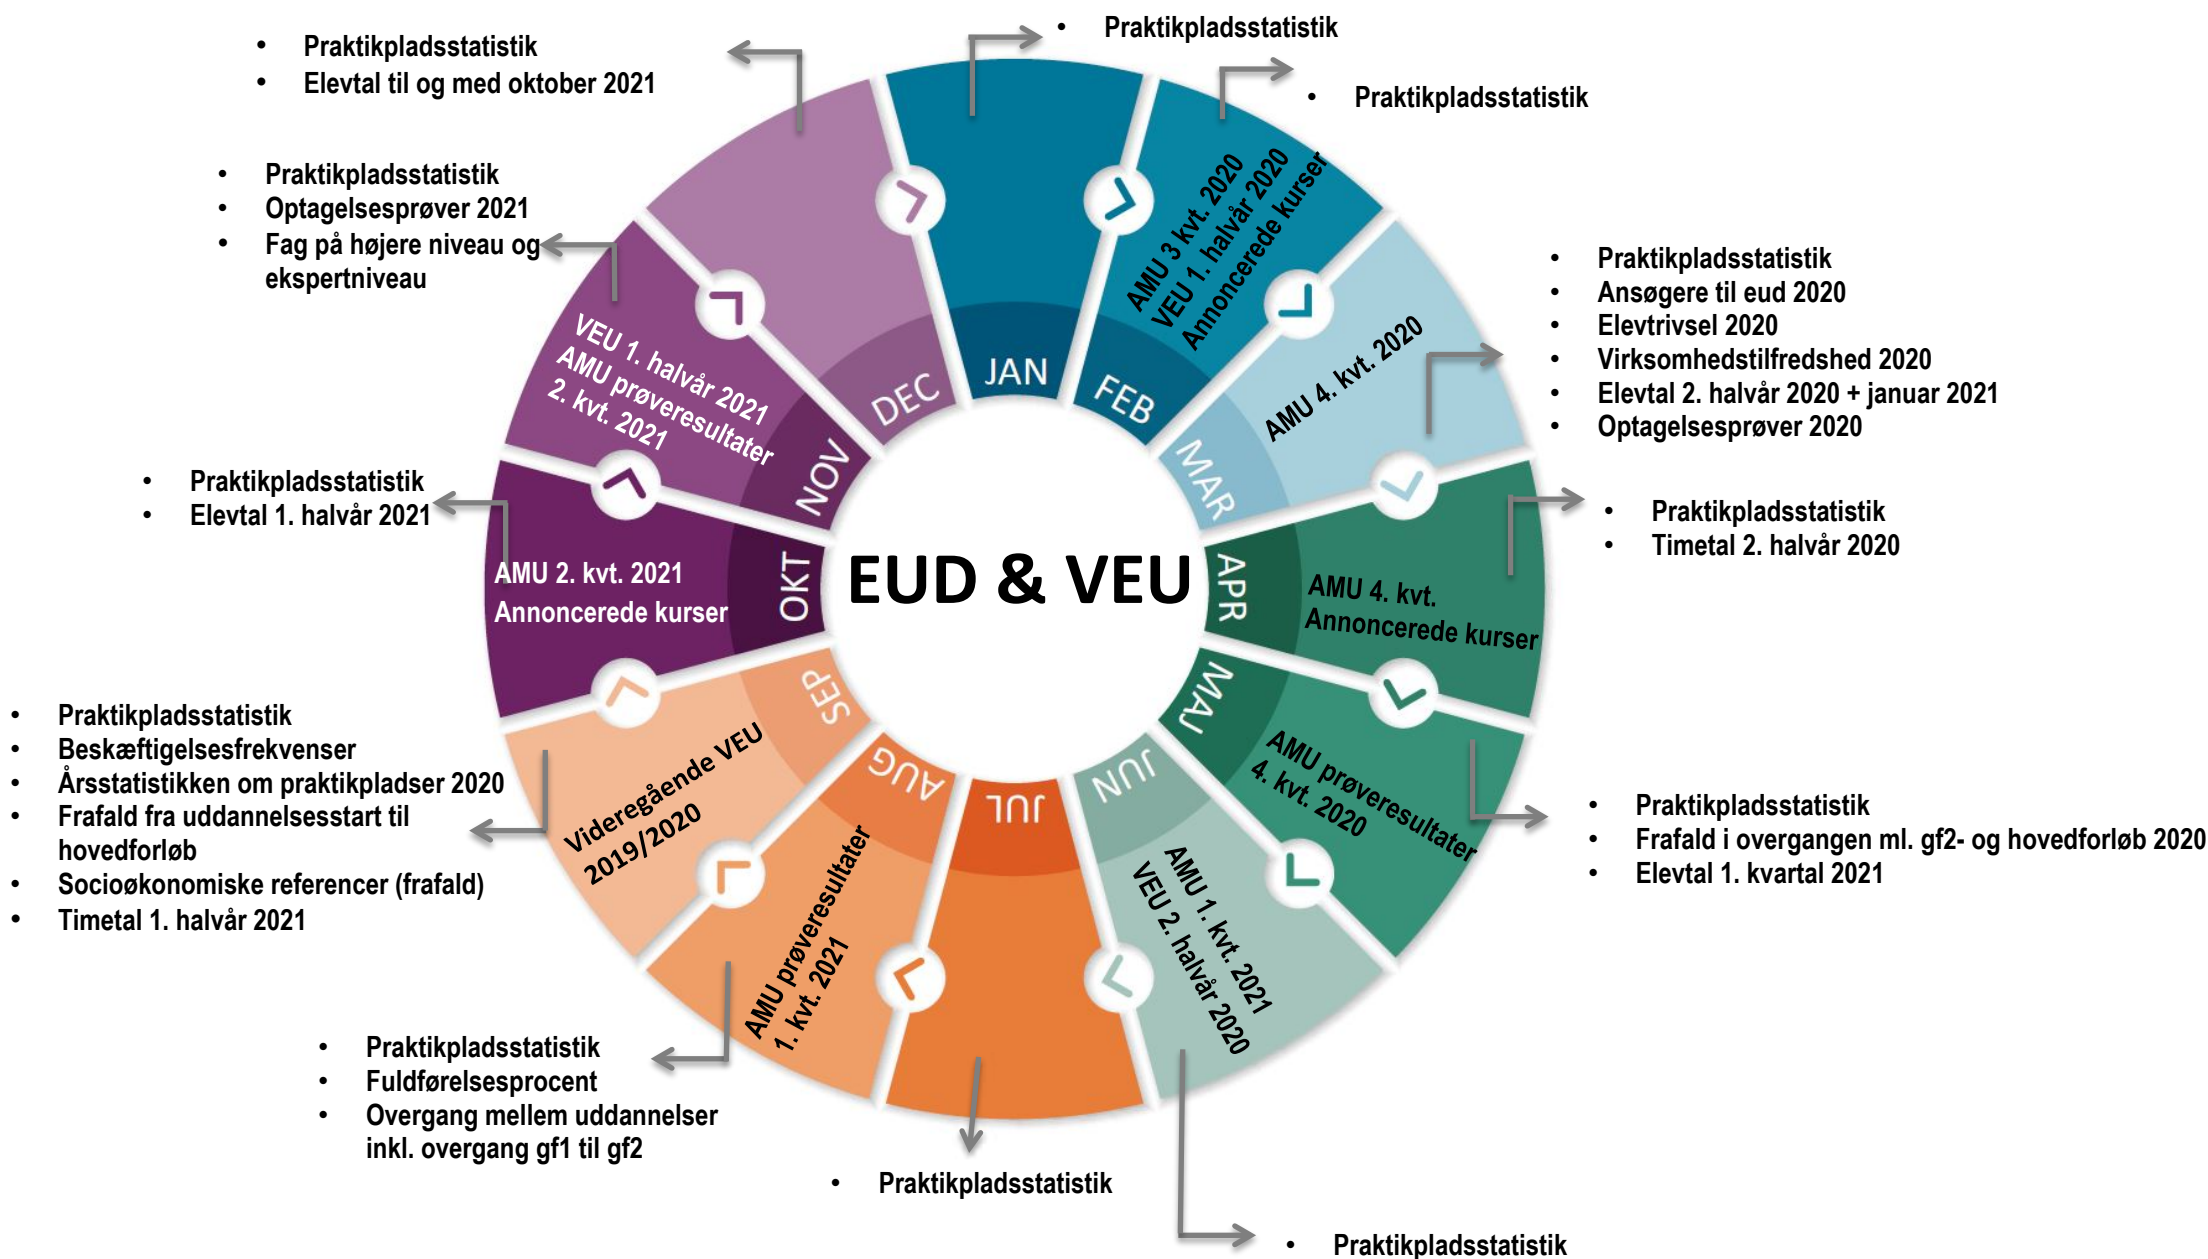 • Praktikpladsstatistik
JAN
• Praktikpladsstatistik
AMU 3 kvt. 2020
VEU 1. halvår 2020
Annoncerede kurser
FEB
• Praktikpladsstatistik
• Ansøgere til eud 2020
• Elevtrivsel 2020
• Virksomhedstilfredshed 2020
• Elevtal 2. halvår 2020 + januar 2021
• Optagelsesprøver 2020
AMU 4. kvt. 2020
MAR
• Praktikpladsstatistik
• Timetal 2. halvår 2020
AMU 4. kvt.
Annoncerede kurser
APR
• Praktikpladsstatistik
• Frafald i overgangen ml. gf2- og hovedforløb 2020
• Elevtal 1. kvartal 2021
AMU prøveresultater
4. kvt. 2020
MAJ
• Praktikpladsstatistik
AMU 1. kvt. 2021
VEU 2. halvår 2020
JUN
• Praktikpladsstatistik
JUL
• Praktikpladsstatistik
• Fuldførelsesprocent
• Overgang mellem uddannelser
inkl. overgang gf1 til gf2
AMU prøveresultater
1. kvt. 2021
AUG
• Praktikpladsstatistik
• Beskæftigelsesfrekvenser
• Årsstatistikken om praktikpladser 2020
• Frafald fra uddannelsesstart til
hovedforløb
• Socioøkonomiske referencer (frafald)
• Timetal 1. halvår 2021
Videregående VEU
2019/2020
SEP
• Praktikpladsstatistik
• Elevtal 1. halvår 2021
AMU 2. kvt. 2021
Annoncerede kurser
OKT
• Praktikpladsstatistik
• Optagelsesprøver 2021
• Fag på højere niveau og
ekspertniveau
VEU 1. halvår 2021
AMU prøveresultater
2. kvt. 2021
NOV
• Praktikpladsstatistik
• Elevtal til og med oktober 2021
DEC
EUD & VEU